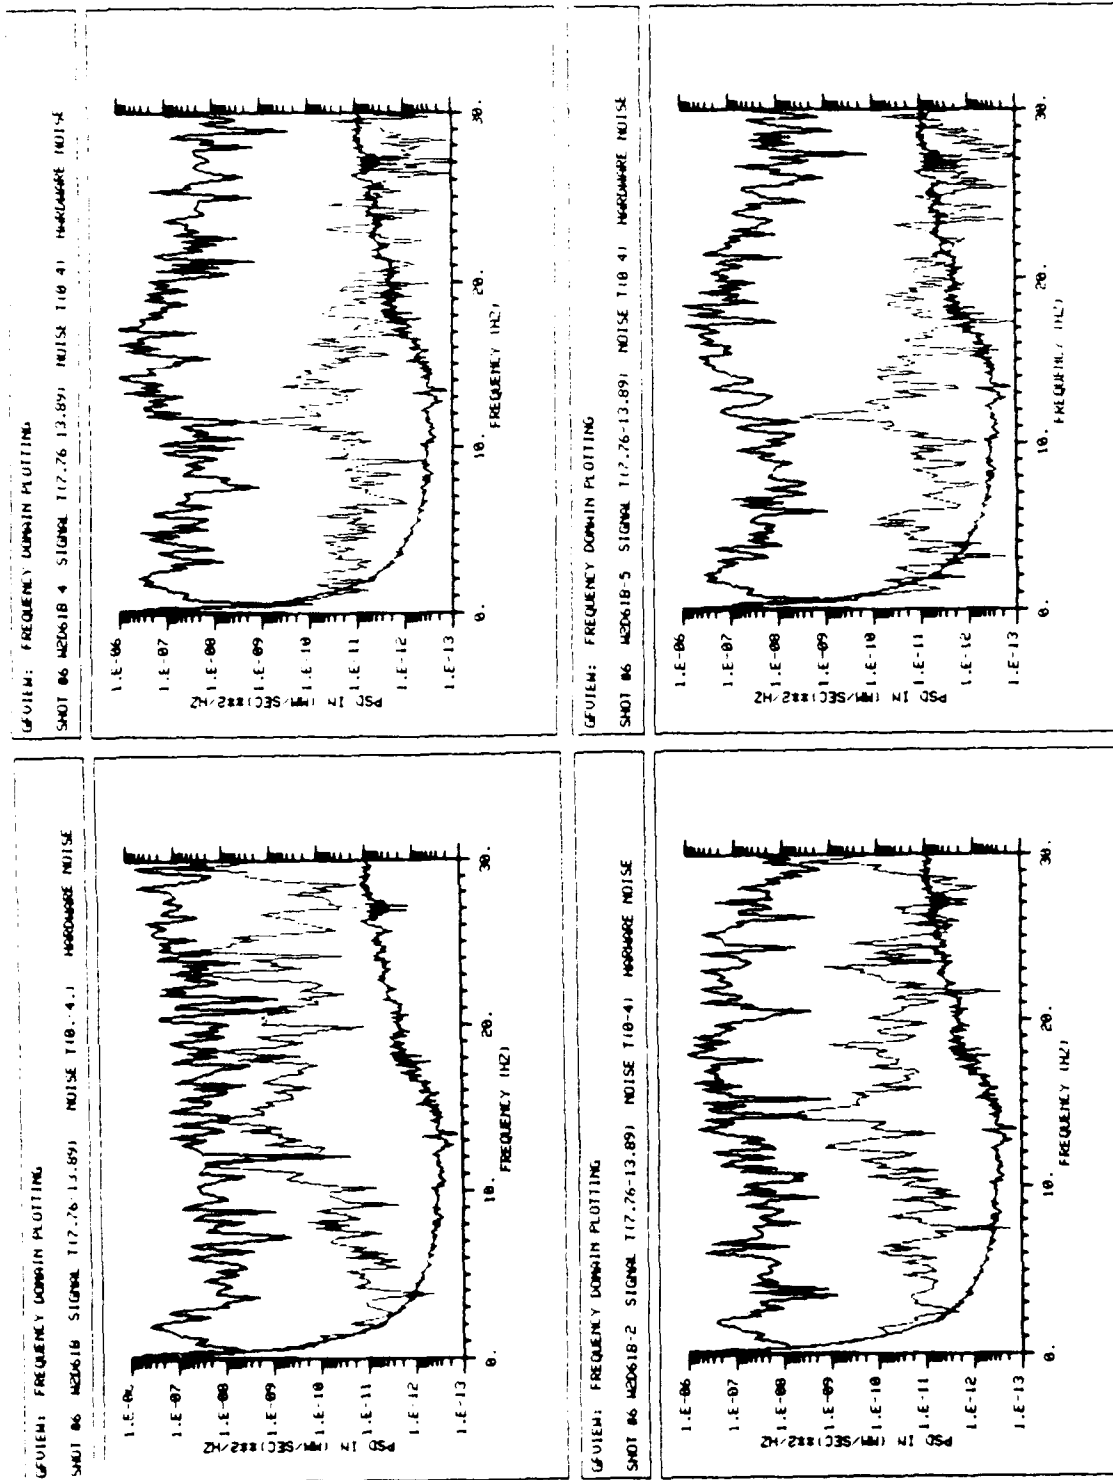 GFVIEW: FREQUENCY DOMAIN PLOTTING
SHOT #6 W2D61B SIGNAL T(7.76-13.89) NOISE T(0.4.) HARDWARE NOISE
PSD IN (MM/SEC)**2/HZ
1.E-07
1.E-08
1.E-09
1.E-10
1.E-11
1.E-12
1.E-13
0.
10.
20.
30.
FREQUENCY (HZ)
GFVIEW: FREQUENCY DOMAIN PLOTTING
SHOT #6 W2D61B 4 SIGNAL T(7.76 13.89) NOISE T(0 4) HARDWARE NOISE
PSD IN (MM/SEC)**2/HZ
1.E-06
1.E-07
1.E-08
1.E-09
1.E-10
1.E-11
1.E-12
1.E-13
0.
10.
20.
30.
FREQUENCY (HZ)
GFVIEW: FREQUENCY DOMAIN PLOTTING
SHOT #6 W2D61B-2 SIGNAL T(7.76-13.89) NOISE T(0-4) HARWARE NOISE
PSD IN (MM/SEC)**2/HZ
1.E-06
1.E-07
1.E-08
1.E-09
1.E-10
1.E-11
1.E-12
1.E-13
0.
10.
20.
30.
FREQUENCY (HZ)
GFVIEW: FREQUENCY DOMAIN PLOTTING
SHOT #6 W2D61B-5 SIGNAL T(7.76-13.89) NOISE T(0 4) HARDWARE NOISE
PSD IN (MM/SEC)**2/HZ
1.E-06
1.E-07
1.E-08
1.E-09
1.E-10
1.E-11
1.E-12
1.E-13
0.
10.
20.
30.
FREQUENCY (HZ)